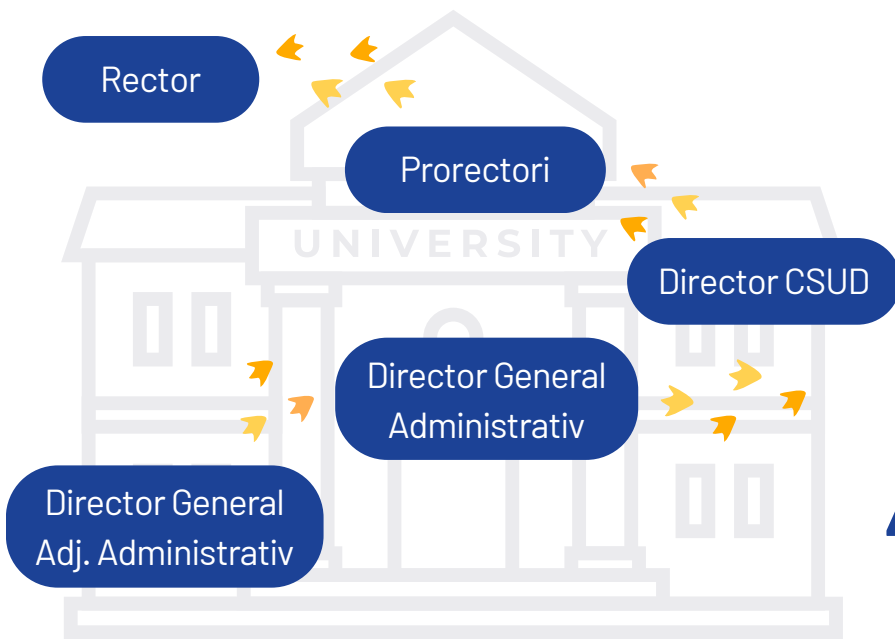 Rector
Prorectori
UNIVERSITY
Director CSUD
Director General
Administrativ
Director General
Adj. Administrativ